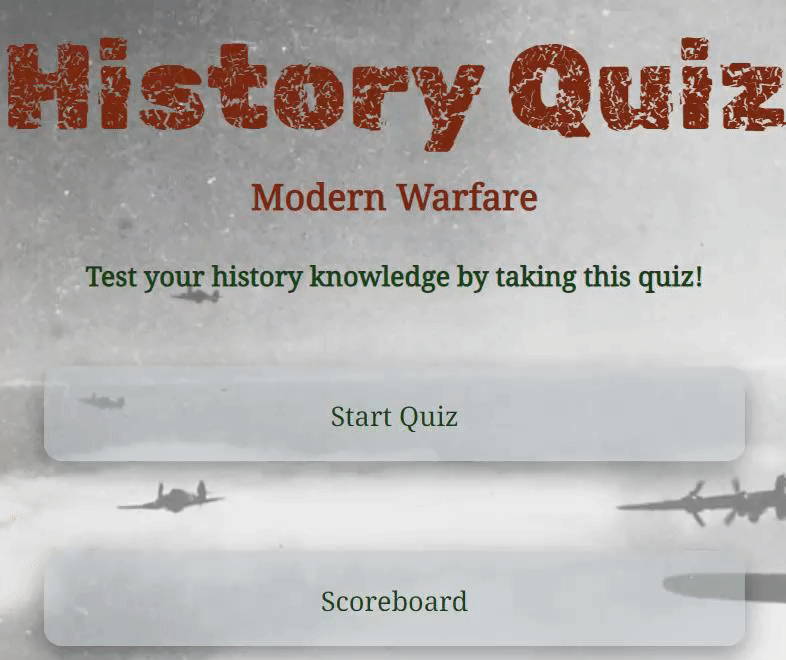 History Quiz
Modern Warfare
Test your history knowledge by taking this quiz!
Start Quiz
Scoreboard